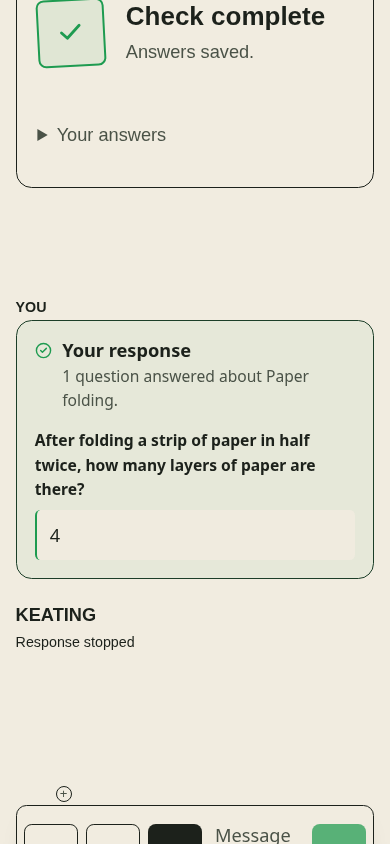 Check complete
Answers saved.
Your answers
YOU
Your response
1 question answered about Paper
folding.
After folding a strip of paper in half
twice, how many layers of paper are
there?
4
KEATING
Response stopped
Message